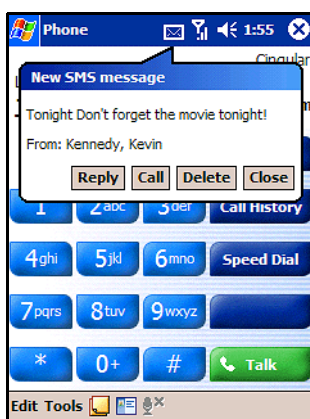 Phone 1:55
Cingular
New SMS message
Tonight Don't forget the movie tonight!
From: Kennedy, Kevin
Reply Call Delete Close
1 2abc 3def Call History
4ghi 5jkl 6mno Speed Dial
7pqrs 8tuv 9wxyz
* 0+ # Talk
Edit Tools